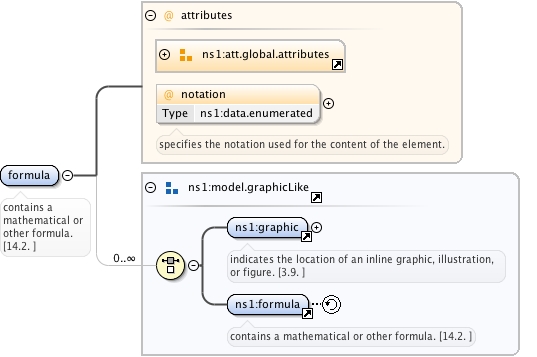 @ attributes
ns1:att.global.attributes
@ notation
Type ns1:data.enumerated
specifies the notation used for the content of the element.
formula
contains a
mathematical or
other formula.
[14.2. ]
ns1:model.graphicLike
0..∞
ns1:graphic
indicates the location of an inline graphic, illustration,
or figure. [3.9. ]
ns1:formula
contains a mathematical or other formula. [14.2. ]